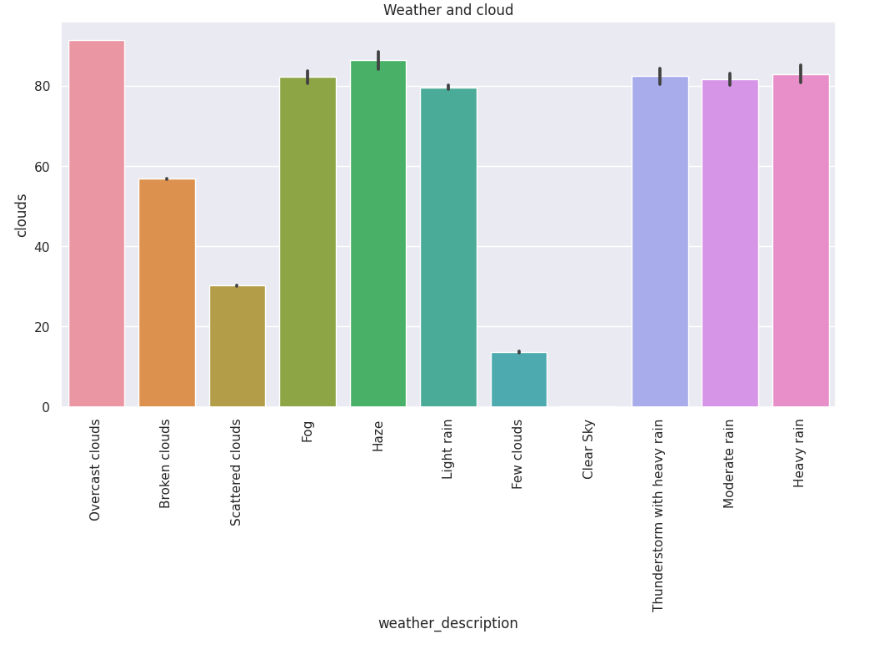 Weather and cloud
clouds
80
60
40
20
0
Overcast clouds
Broken clouds
Scattered clouds
Fog
Haze
Light rain
Few clouds
Clear Sky
Thunderstorm with heavy rain
Moderate rain
Heavy rain
weather_description